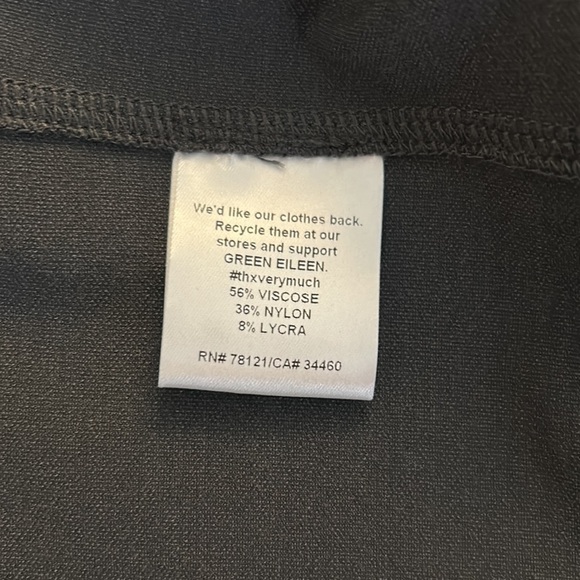 We'd like our clothes back.
Recycle them at our
stores and support
GREEN EILEEN.
#thxverymuch
56% VISCOSE
36% NYLON
8% LYCRA
RN# 78121/CA# 34460